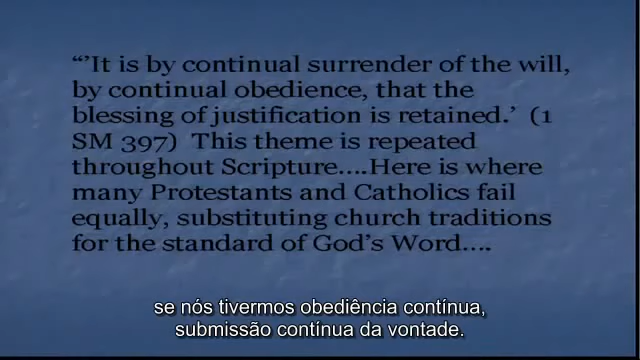 “’It is by continual surrender of the will,
by continual obedience, that the
blessing of justification is retained.’  (1
SM 397)  This theme is repeated
throughout Scripture….Here is where
many Protestants and Catholics fail
equally, substituting church traditions
for the standard of God’s Word….
se nós tivermos obediência contínua,
submissão contínua da vontade.